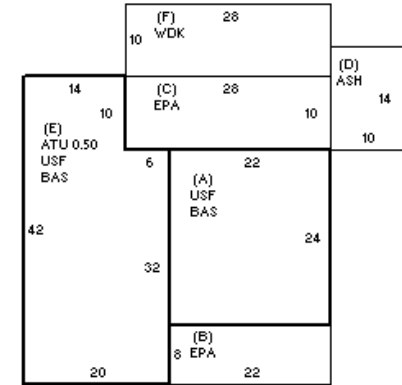 (F) 28
10 WDK
(D)
ASH
14
10
14
(C) 28
EPA
10
10
(E)
ATU 0.50
USF
BAS
6
22
(A)
USF
BAS
42
24
32
(B)
8 EPA
20
22